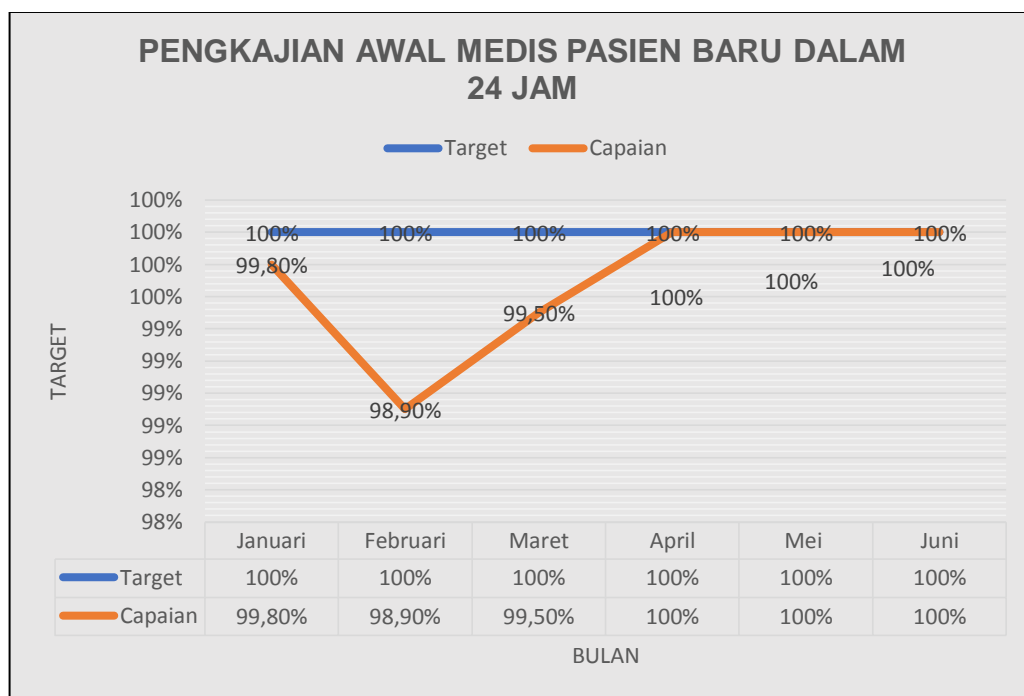 PENGKAJIAN AWAL MEDIS PASIEN BARU DALAM
24 JAM
Target Capaian
100%
100%
100%
100%
99%
99%
99%
99%
99%
98%
98%
TARGET
100% 100% 100% 100% 100% 100%
99,80% 98,90% 99,50% 100% 100% 100%
Januari Februari Maret April Mei Juni
Target 100% 100% 100% 100% 100% 100%
Capaian 99,80% 98,90% 99,50% 100% 100% 100%
BULAN